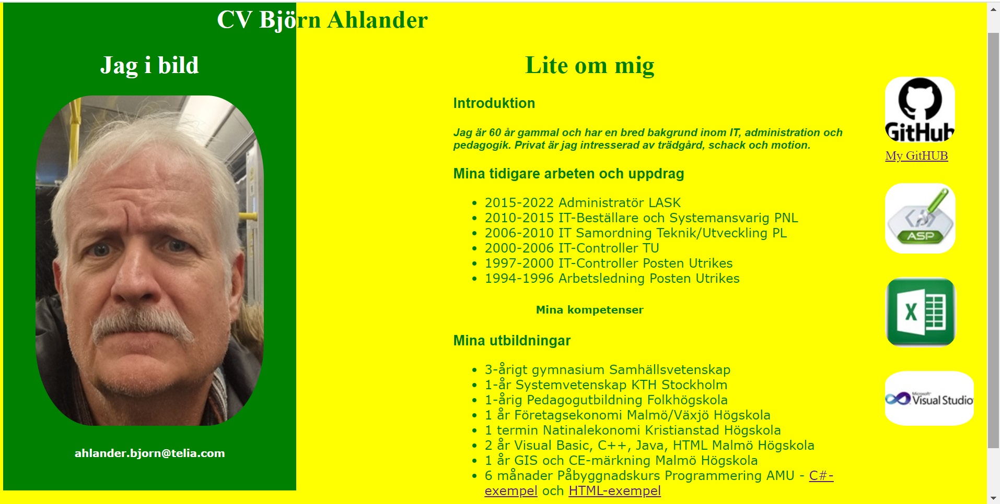 CV Björn Ahlander
Jag i bild
ahlander.bjorn@telia.com
Lite om mig
Introduktion
Jag är 60 år gammal och har en bred bakgrund inom IT, administration och
pedagogik. Privat är jag intresserad av trädgård, schack och motion.
Mina tidigare arbeten och uppdrag
• 2015-2022 Administratör LASK
• 2010-2015 IT-Beställare och Systemansvarig PNL
• 2006-2010 IT Samordning Teknik/Utveckling PL
• 2000-2006 IT-Controller TU
• 1997-2000 IT-Controller Posten Utrikes
• 1994-1996 Arbetsledning Posten Utrikes
Mina kompetenser
Mina utbildningar
• 3-årigt gymnasium Samhällsvetenskap
• 1-år Systemvetenskap KTH Stockholm
• 1-årig Pedagogutbildning Folkhögskola
• 1 år Företagsekonomi Malmö/Växjö Högskola
• 1 termin Natinalekonomi Kristianstad Högskola
• 2 år Visual Basic, C++, Java, HTML Malmö Högskola
• 1 år GIS och CE-märkning Malmö Högskola
• 6 månader Påbyggnadskurs Programmering AMU - C#-
exempel och HTML-exempel
GitHub
My GitHUB
ASP
X
Microsoft
Visual Studio